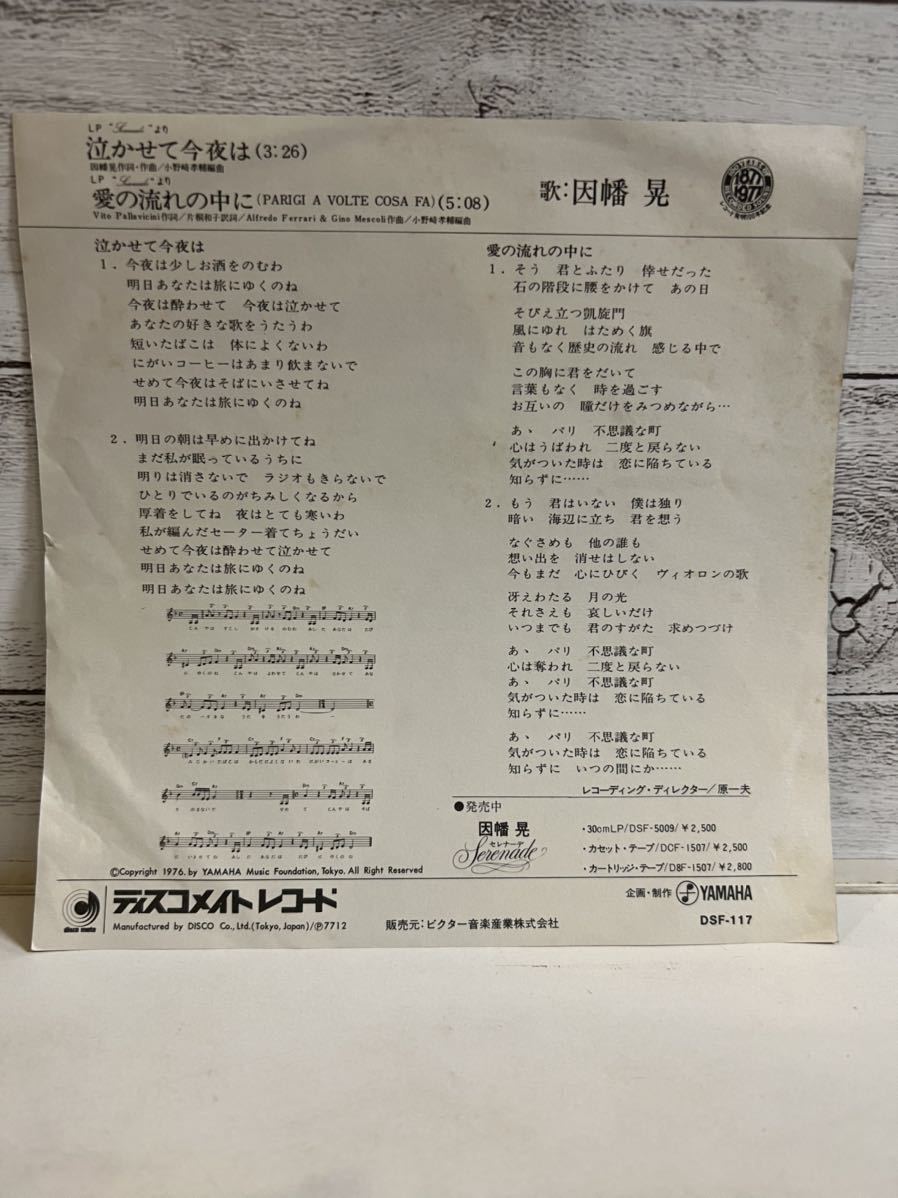 LP "Serenade" より
泣かせて今夜は(3:26)
因幡晃作詞・作曲/小野崎孝輔編曲
LP "Serenade" より
愛の流れの中に(PARIGI A VOLTE COSA FA)(5:08)
Vito Pallavicini作詞/片桐和子訳詞/Alfredo Ferrari & Gino Mescoli作曲/小野崎孝輔編曲
歌:因幡 晃
1877
1977
レコード発明100年記念
泣かせて今夜は
1.今夜は少しお酒をのむわ
明日あなたは旅にゆくのね
今夜は酔わせて 今夜は泣かせて
あなたの好きな歌をうたうわ
短いたばこは 体によくないわ
にがいコーヒーはあまり飲まないで
せめて今夜はそばにいさせてね
明日あなたは旅にゆくのね
2.明日の朝は早めに出かけてね
まだ私が眠っているうちに
明りは消さないで ラジオもきらないで
ひとりでいるのがちみしくなるから
厚着をしてね 夜はとても寒いわ
私が編んだセーター着てちょうだい
せめて今夜は酔わせて泣かせて
明日あなたは旅にゆくのね
明日あなたは旅にゆくのね
©Copyright 1976. by YAMAHA Music Foundation, Tokyo. All Right Reserved
愛の流れの中に
1.そう 君とふたり 倖せだった
石の階段に腰をかけて あの日
そびえ立つ凱旋門
風にゆれ はためく旗
音もなく歴史の流れ 感じる中で
この胸に君をだいて
言葉もなく 時を過ごす
お互いの 瞳だけをみつめながら…
あゝ パリ 不思議な町
心はうばわれ 二度と戻らない
気がついた時は 恋に陥ちている
知らずに……
2.もう 君はいない 僕は独り
暗い 海辺に立ち 君を想う
なぐさめも 他の誰も
想い出を 消せはしない
今もまだ 心にひびく ヴィオロンの歌
冴えわたる 月の光
それさえも 哀しいだけ
いつまでも 君のすがた 求めつづけ
あゝ パリ 不思議な町
心は奪われ 二度と戻らない
あゝ パリ 不思議な町
気がついた時は 恋に陥ちている
知らずに……
あゝ パリ 不思議な町
気がついた時は 恋に陥ちている
知らずに いつの間にか……
レコーディング・ディレクター/原一夫
●発売中
因幡 晃
セレナーデ
Serenade
・30cmLP/DSF-5009/¥2,500
・カセット・テープ/DCF-1507/¥2,500
・カートリッジ・テープ/D8F-1507/¥2,800
企画・制作 YAMAHA
DSF-117
disco mate
ディスコメイト レコード
Manufactured by DISCO Co., Ltd. (Tokyo, Japan)/Ⓟ7712
販売元:ビクター音楽産業株式会社